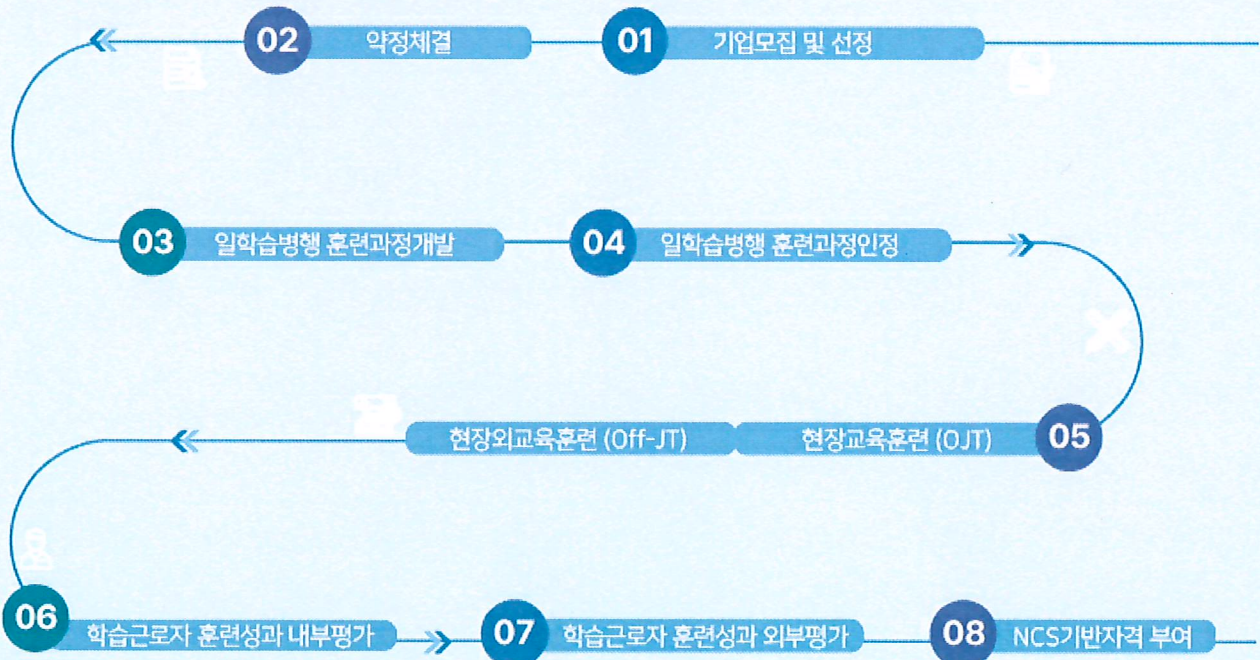 01 기업모집 및 선정
02 약정체결
03 일학습병행 훈련과정개발
04 일학습병행 훈련과정인정
05 현장교육훈련 (OJT) 현장외교육훈련 (Off-JT)
06 학습근로자 훈련성과 내부평가
07 학습근로자 훈련성과 외부평가
08 NCS기반자격 부여